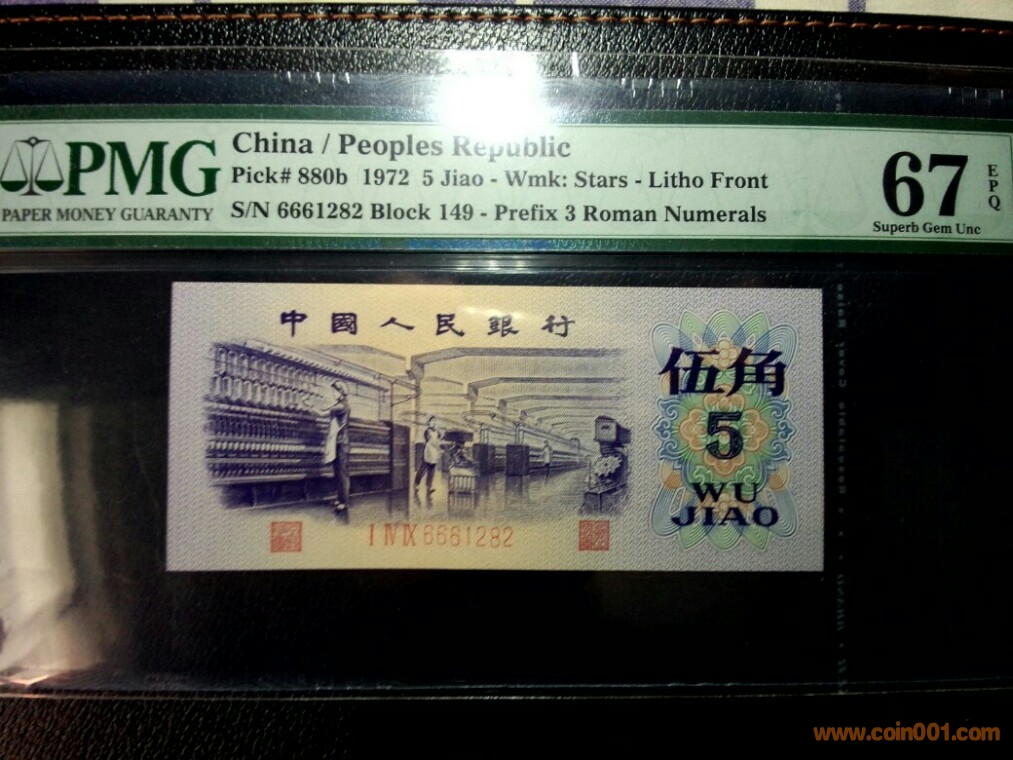 China / Peoples Republic
PMG
Pick# 880b 1972 5 Jiao - Wmk: Stars - Litho Front
PAPER MONEY GUARANTY
S/N 6661282 Block 149 - Prefix 3 Roman Numerals
67
EPQ
Superb Gem Unc
中國人民銀行
伍角
5
WU
JIAO
I IV IX 6661282
www.coin001.com